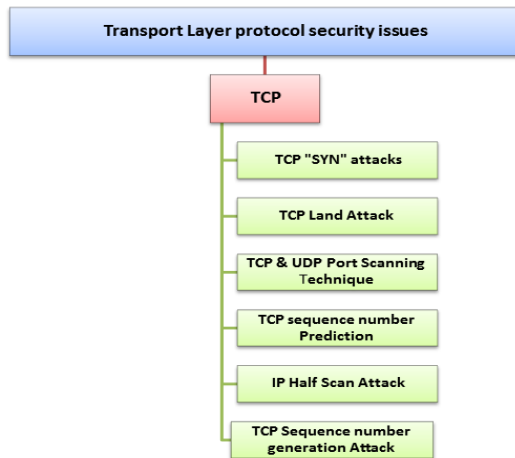 Transport Layer protocol security issues
TCP
TCP "SYN" attacks
TCP Land Attack
TCP & UDP Port Scanning
Technique
TCP sequence number
Prediction
IP Half Scan Attack
TCP Sequence number
generation Attack